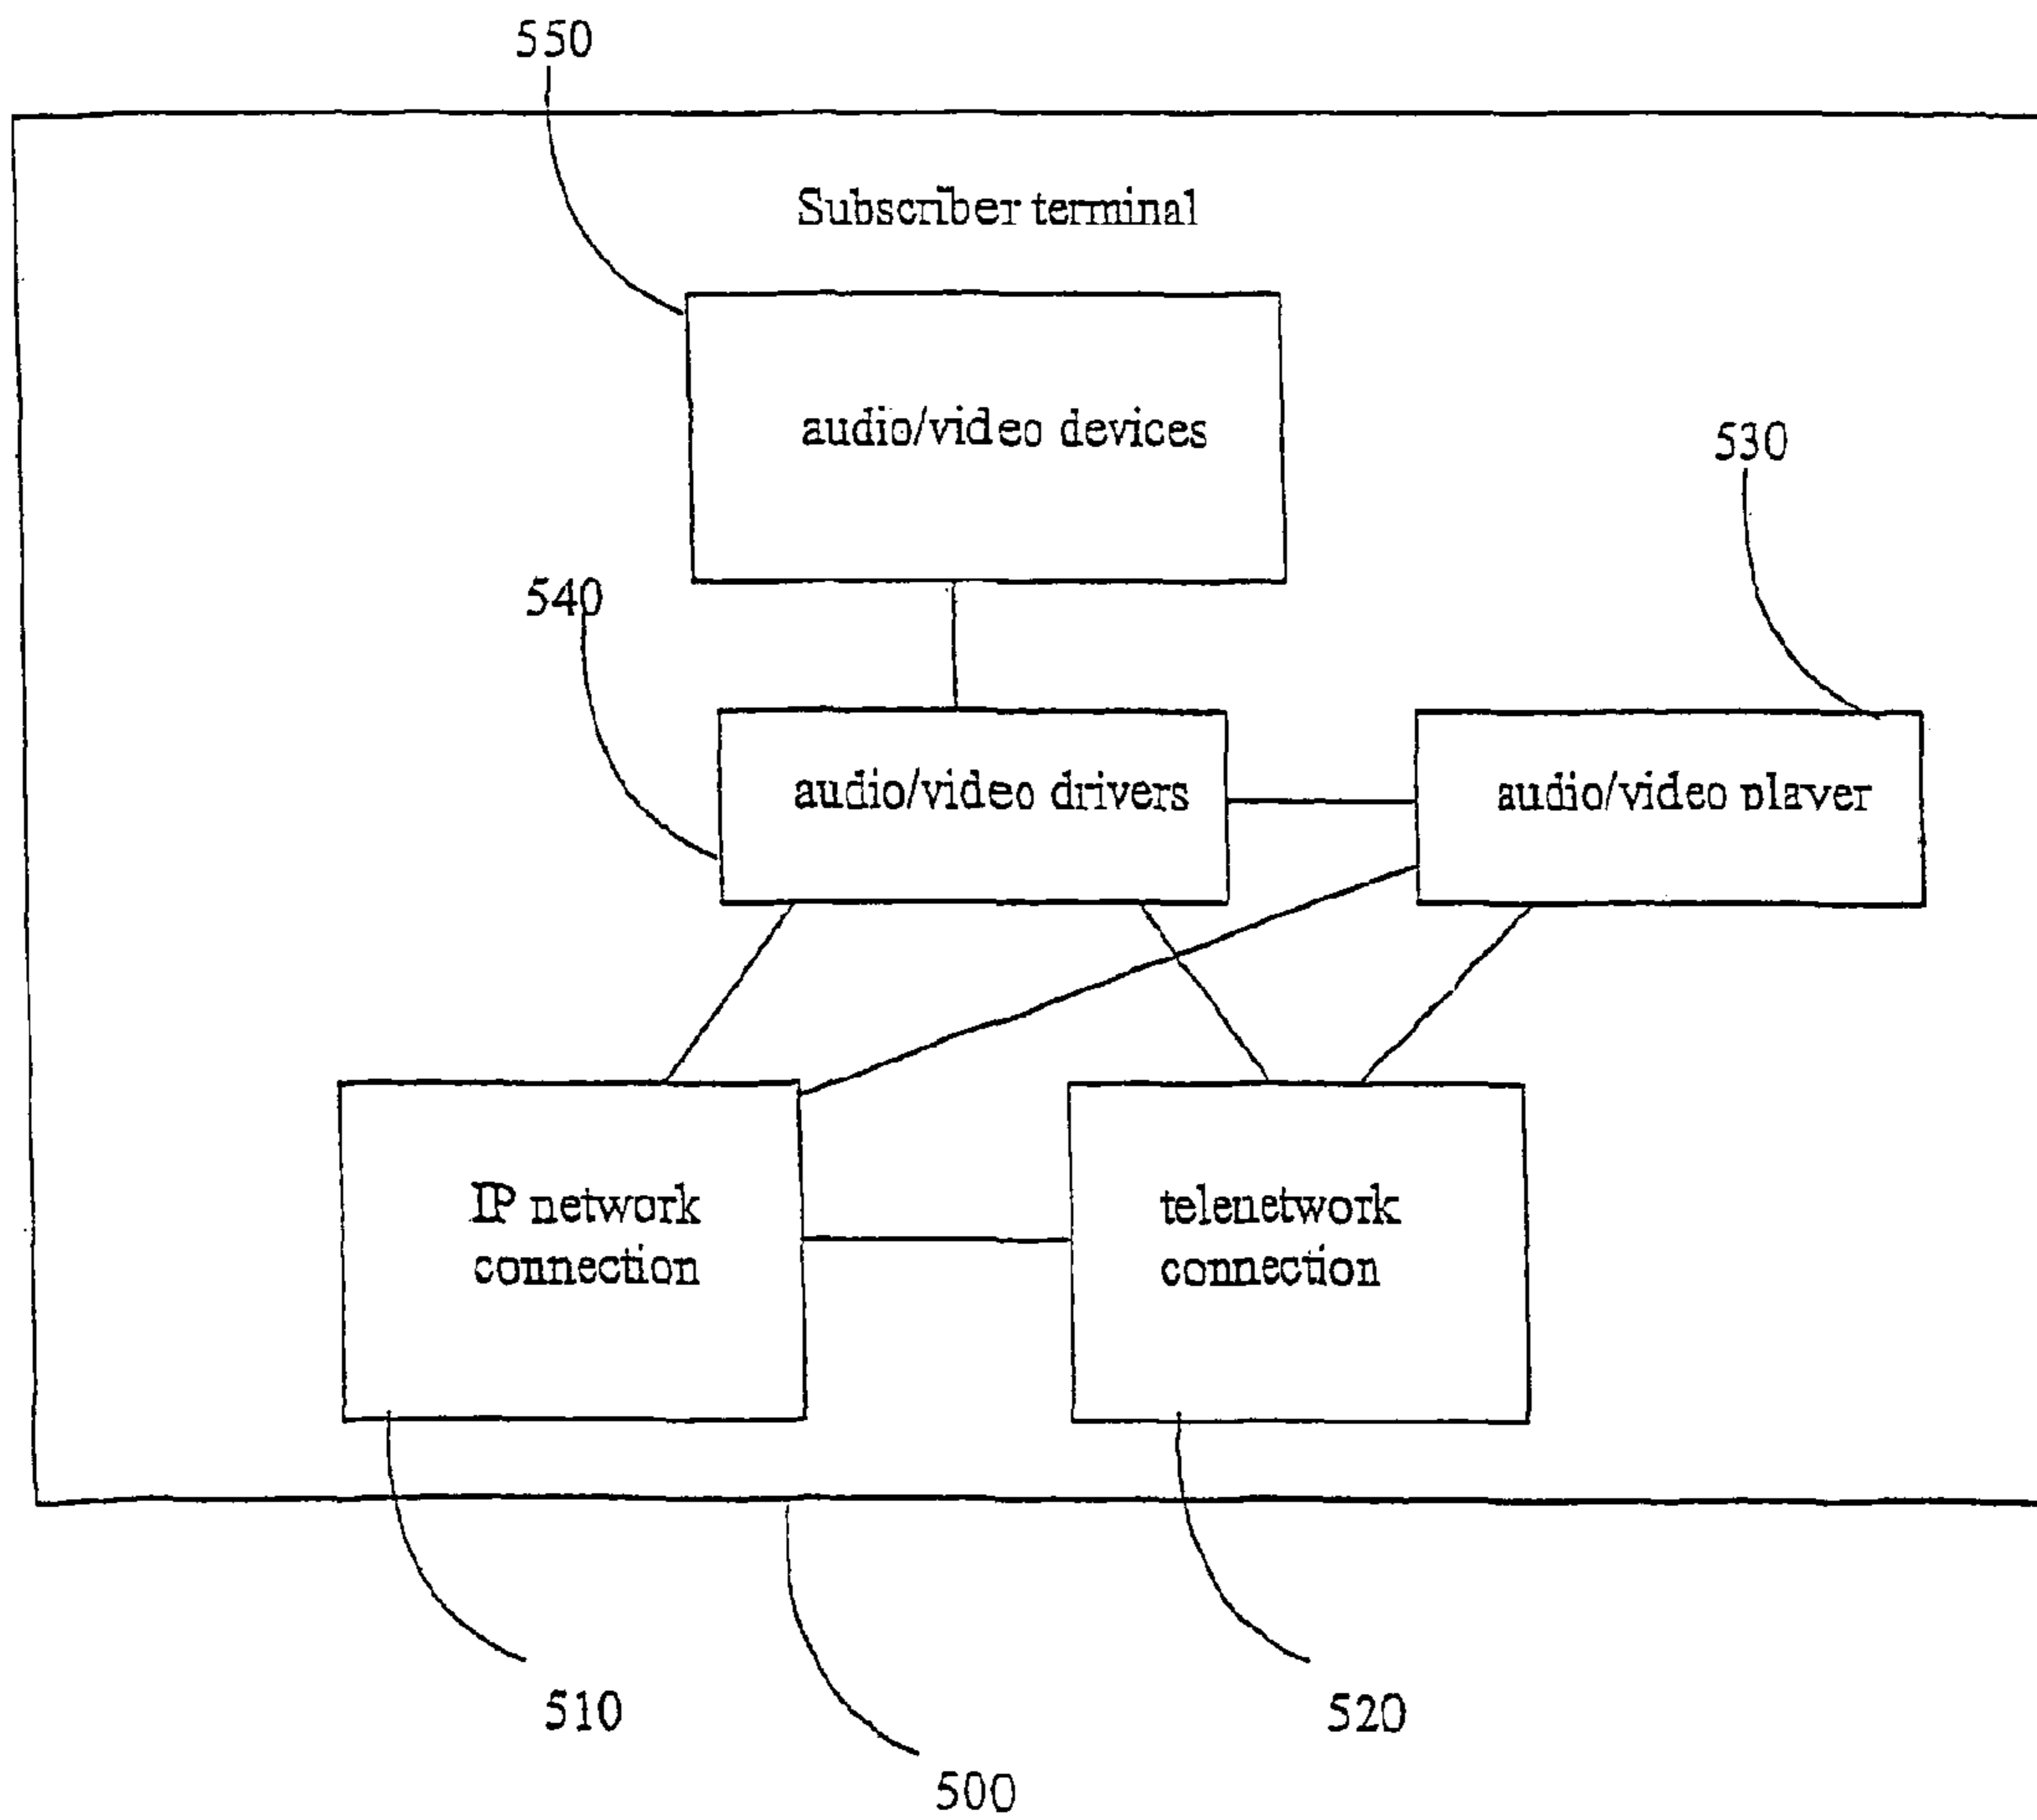 550
Subscriber terminal
audio/video devices
530
540
audio/video drivers
audio/video player
IP network
connection
telenetwork
connection
510
520
500